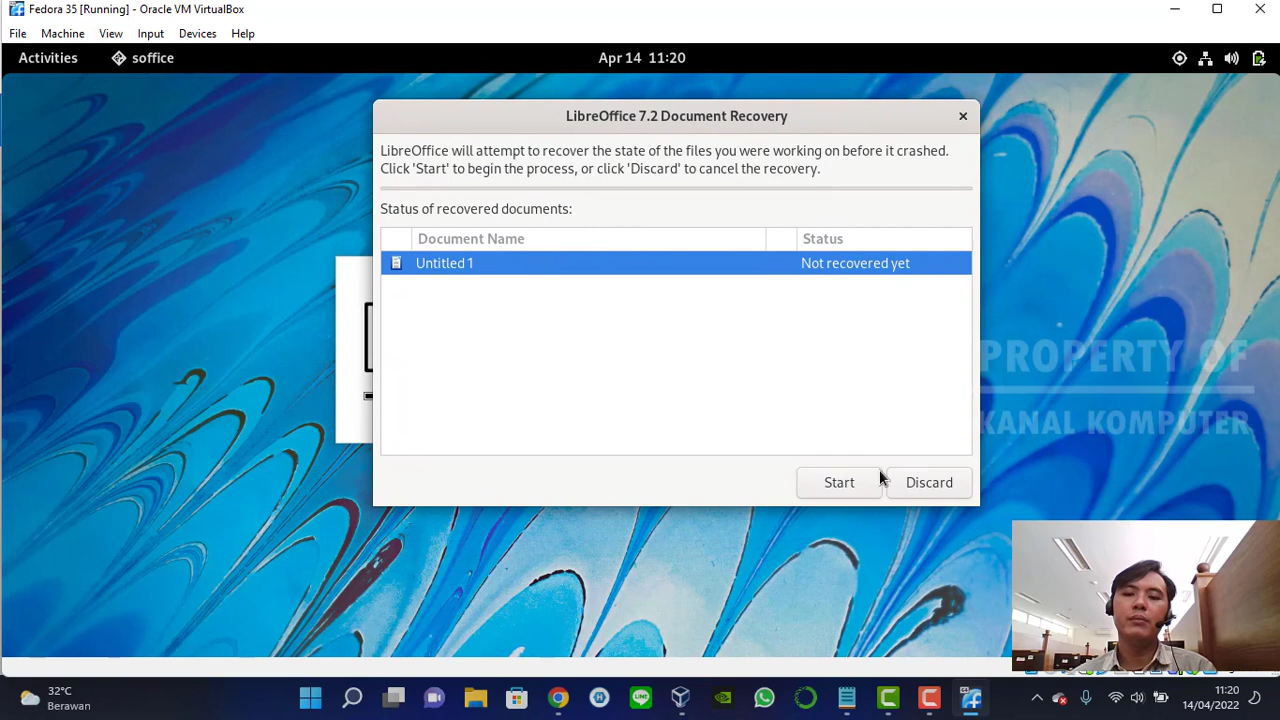 Fedora 35 [Running] - Oracle VM VirtualBox
File Machine View Input Devices Help
Activities soffice Apr 14 11:20
LibreOffice 7.2 Document Recovery
LibreOffice will attempt to recover the state of the files you were working on before it crashed.
Click 'Start' to begin the process, or click 'Discard' to cancel the recovery.
Status of recovered documents:
Document Name Status
Untitled 1 Not recovered yet
PROPERTY OF
KANAL KOMPUTER
Start Discard
32°C
Berawan
11:20
14/04/2022